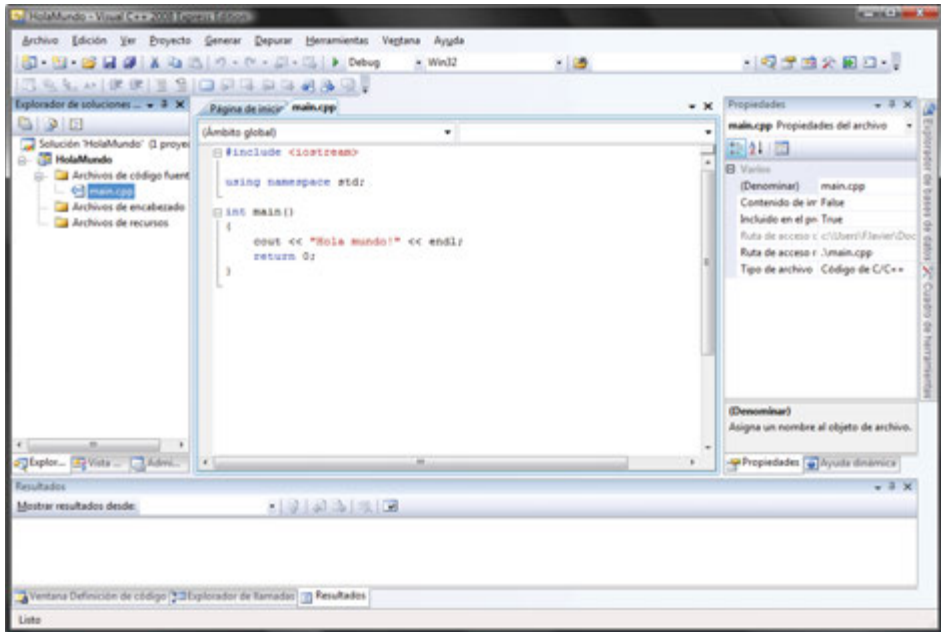 HolaMundo - Visual C++ 2008 Express Edition
Archivo Edición Ver Proyecto Generar Depurar Herramientas Ventana Ayuda
Debug Win32
Explorador de soluciones ...
Página de inicio main.cpp
Propiedades
(Ámbito global)
main.cpp Propiedades del archivo
Solución 'HolaMundo' (1 proyec
HolaMundo
Archivos de código fuent
main.cpp
Archivos de encabezado
Archivos de recursos
#include <iostream>
using namespace std;
int main()
{
cout << "Hola mundo!" << endl;
return 0;
}
Varios
(Denominar) main.cpp
Contenido de im False
Incluido en el pro True
Ruta de acceso c c:\Users\FJavier\Doc
Ruta de acceso r .\main.cpp
Tipo de archivo Código de C/C++
(Denominar)
Asigna un nombre al objeto de archivo.
Explorador de bases de datos
Cuadro de herramientas
Explor... Vista ... Admi...
Propiedades Ayuda dinámica
Resultados
Mostrar resultados desde:
Ventana Definición de código Explorador de llamadas Resultados
Listo